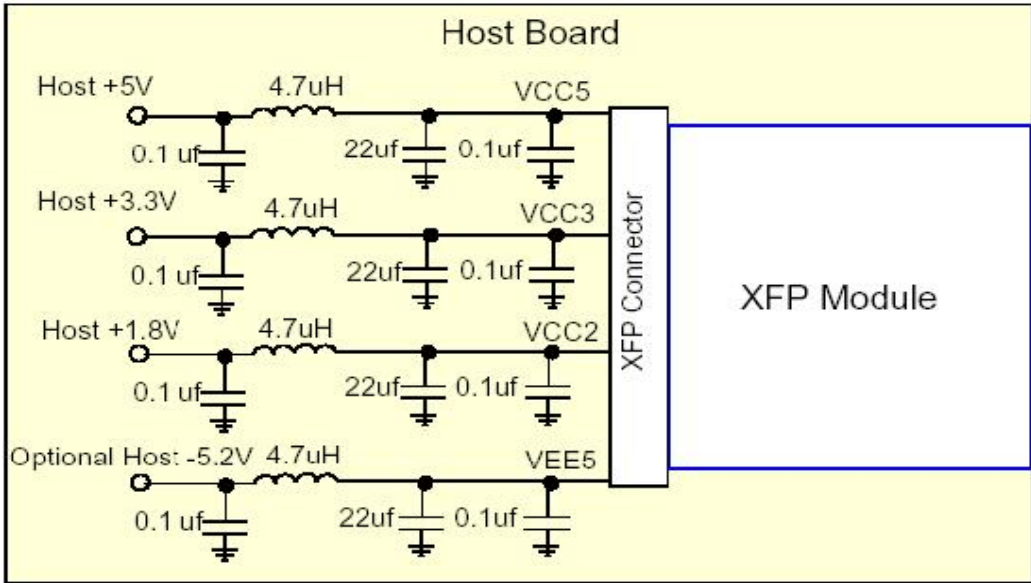 Host Board
Host +5V
4.7uH
VCC5
0.1 uf
22uf
0.1uf
Host +3.3V
4.7uH
VCC3
0.1 uf
22uf
0.1uf
Host +1.8V
4.7uH
VCC2
0.1 uf
22uf
0.1uf
Optional Host -5.2V
4.7uH
VEE5
0.1 uf
22uf
0.1uf
XFP Connector
XFP Module